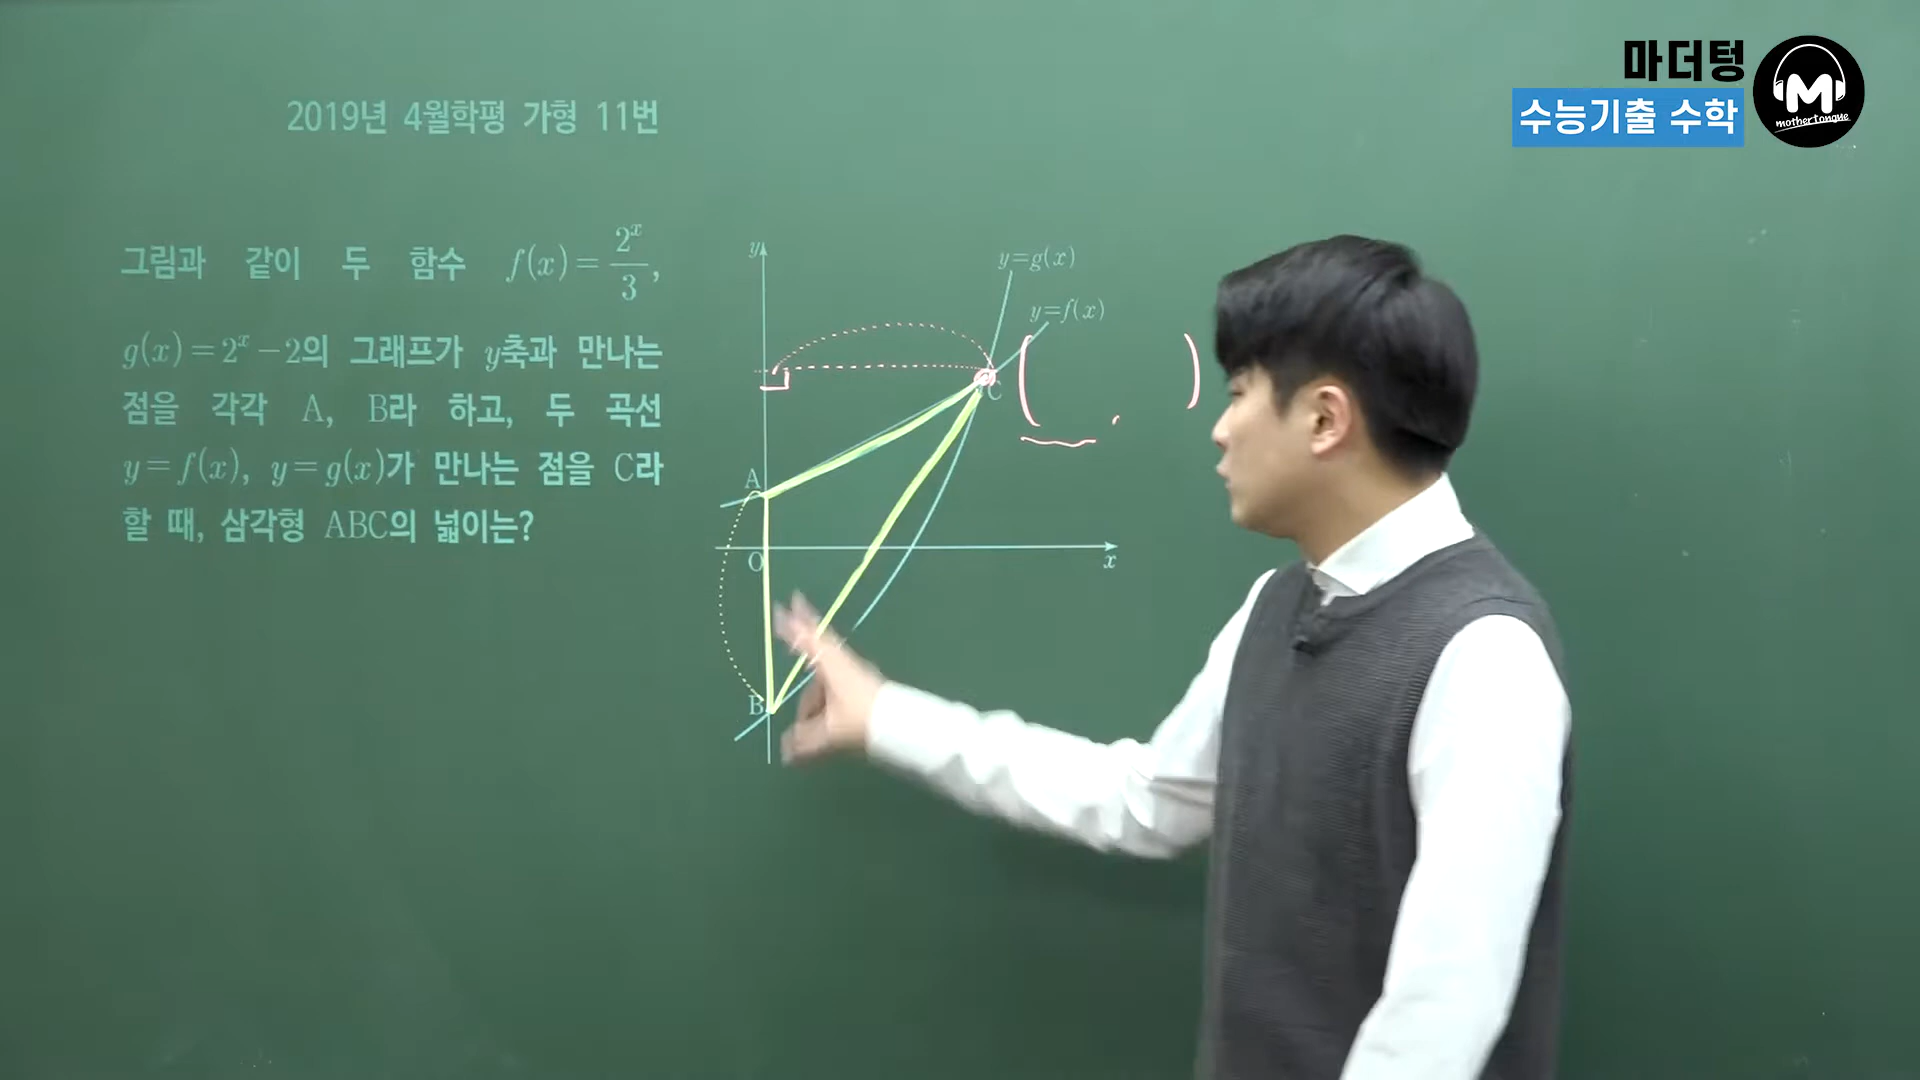 마더텅
수능기출 수학
M
mothertongue
2019년 4월학평 가형 11번
그림과 같이 두 함수 f(x)=2^x/3,
g(x)=2^x-2의 그래프가 y축과 만나는
점을 각각 A, B라 하고, 두 곡선
y=f(x), y=g(x)가 만나는 점을 C라
할 때, 삼각형 ABC의 넓이는?
y
y=g(x)
y=f(x)
C
( , )
A
O
x
B